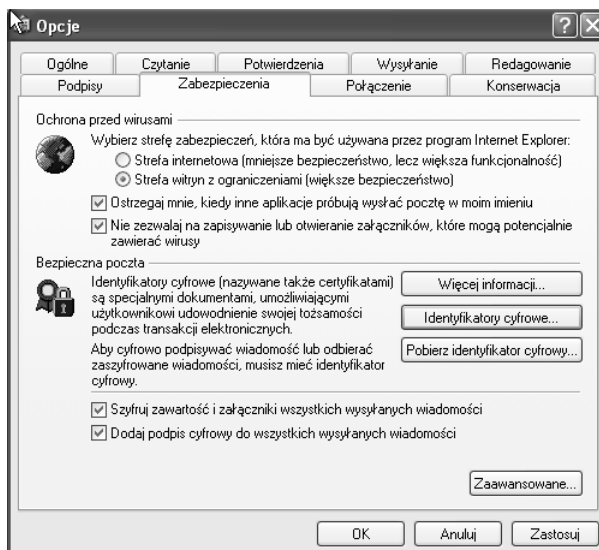 Opcje
Ogólne Czytanie Potwierdzenia Wysyłanie Redagowanie
Podpisy Zabezpieczenia Połączenie Konserwacja
Ochrona przed wirusami
Wybierz strefę zabezpieczeń, która ma być używana przez program Internet Explorer:
Strefa internetowa (mniejsze bezpieczeństwo, lecz większa funkcjonalność)
Strefa witryn z ograniczeniami (większe bezpieczeństwo)
Ostrzegaj mnie, kiedy inne aplikacje próbują wysłać pocztę w moim imieniu
Nie zezwalaj na zapisywanie lub otwieranie załączników, które mogą potencjalnie
zawierać wirusy
Bezpieczna poczta
Identyfikatory cyfrowe (nazywane także certyfikatami)
są specjalnymi dokumentami, umożliwiającymi
użytkownikowi udowodnienie swojej tożsamości
podczas transakcji elektronicznych.
Więcej informacji...
Identyfikatory cyfrowe...
Aby cyfrowo podpisywać wiadomość lub odbierać
zaszyfrowane wiadomości, musisz mieć identyfikator
cyfrowy.
Pobierz identyfikator cyfrowy...
Szyfruj zawartość i załączniki wszystkich wysyłanych wiadomości
Dodaj podpis cyfrowy do wszystkich wysyłanych wiadomości
Zaawansowane...
OK Anuluj Zastosuj